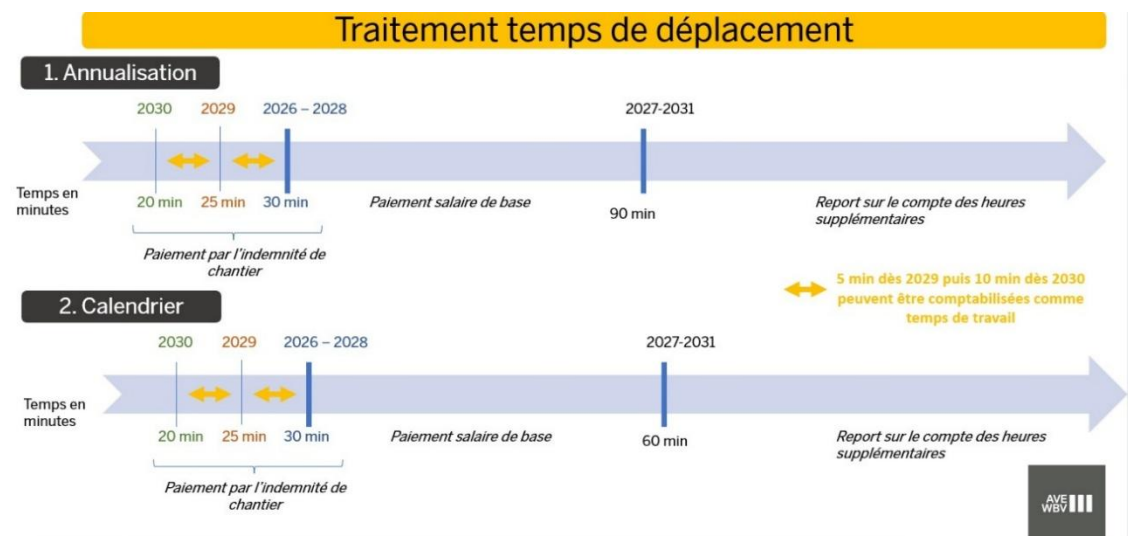 Traitement temps de déplacement
1. Annualisation
2030 2029 2026 – 2028 2027-2031
Temps en
minutes
20 min 25 min 30 min Paiement salaire de base 90 min Report sur le compte des heures
supplémentaires
Paiement par l'indemnité de
chantier
5 min dès 2029 puis 10 min dès 2030
peuvent être comptabilisées comme
temps de travail
2. Calendrier
2030 2029 2026 – 2028 2027-2031
Temps en
minutes
20 min 25 min 30 min Paiement salaire de base 60 min Report sur le compte des heures
supplémentaires
Paiement par l'indemnité de
chantier
AVE
WBV